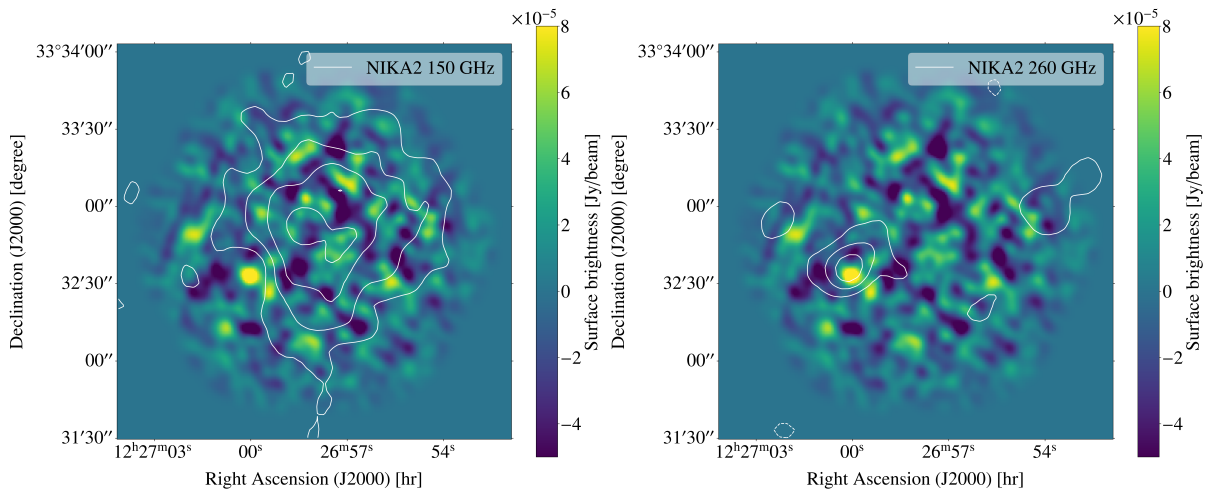 ×10⁻⁵
8
33°34′00′′
NIKA2 150 GHz
6
33′30′′
4
00′′
2
0
32′30′′
−2
00′′
−4
31′30′′
12ʰ27ᵐ03ˢ 00ˢ 26ᵐ57ˢ 54ˢ
Right Ascension (J2000) [hr]
Declination (J2000) [degree]
Surface brightness [Jy/beam]
×10⁻⁵
8
33°34′00′′
NIKA2 260 GHz
6
33′30′′
4
00′′
2
0
32′30′′
−2
00′′
−4
31′30′′
12ʰ27ᵐ03ˢ 00ˢ 26ᵐ57ˢ 54ˢ
Right Ascension (J2000) [hr]
Declination (J2000) [degree]
Surface brightness [Jy/beam]